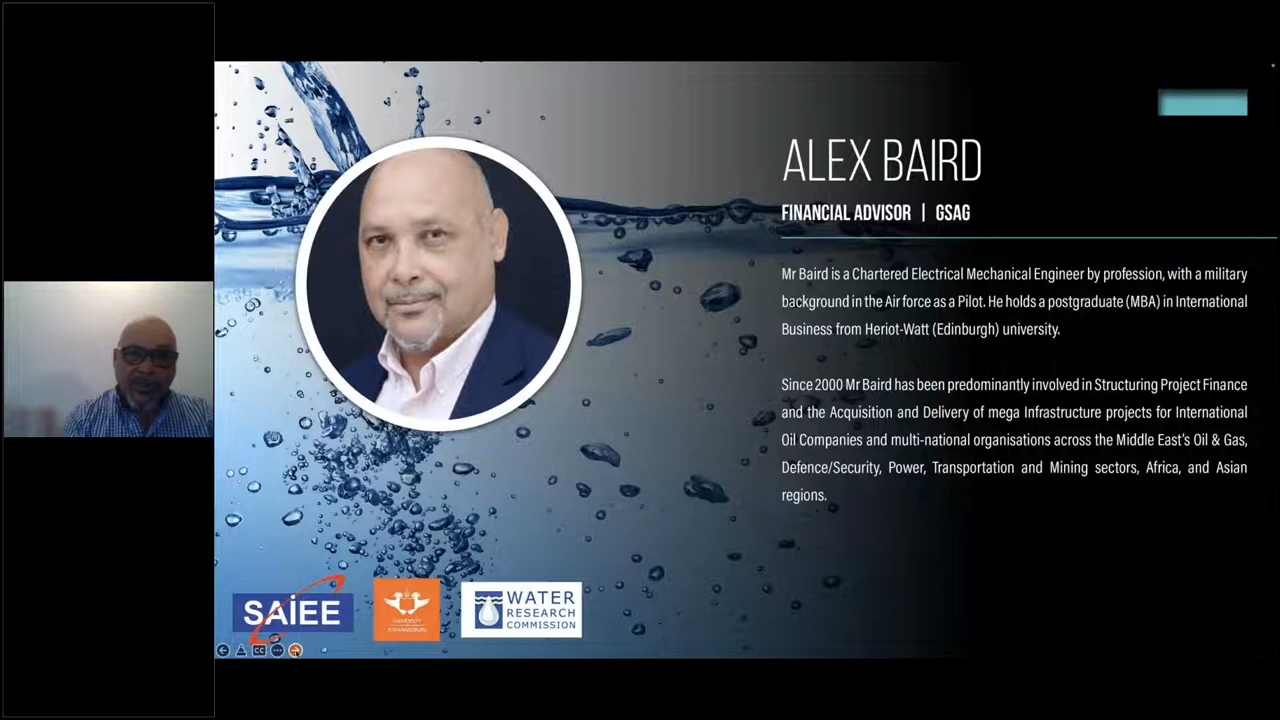 ALEX BAIRD
FINANCIAL ADVISOR | GSAG
Mr Baird is a Chartered Electrical Mechanical Engineer by profession, with a military
background in the Air force as a Pilot. He holds a postgraduate (MBA) in International
Business from Heriot-Watt (Edinburgh) university.
Since 2000 Mr Baird has been predominantly involved in Structuring Project Finance
and the Acquisition and Delivery of mega Infrastructure projects for International
Oil Companies and multi-national organisations across the Middle East's Oil & Gas,
Defence/Security, Power, Transportation and Mining sectors, Africa, and Asian
regions.
SAIEE
UNIVERSITY
OF
JOHANNESBURG
WATER
RESEARCH
COMMISSION
CC